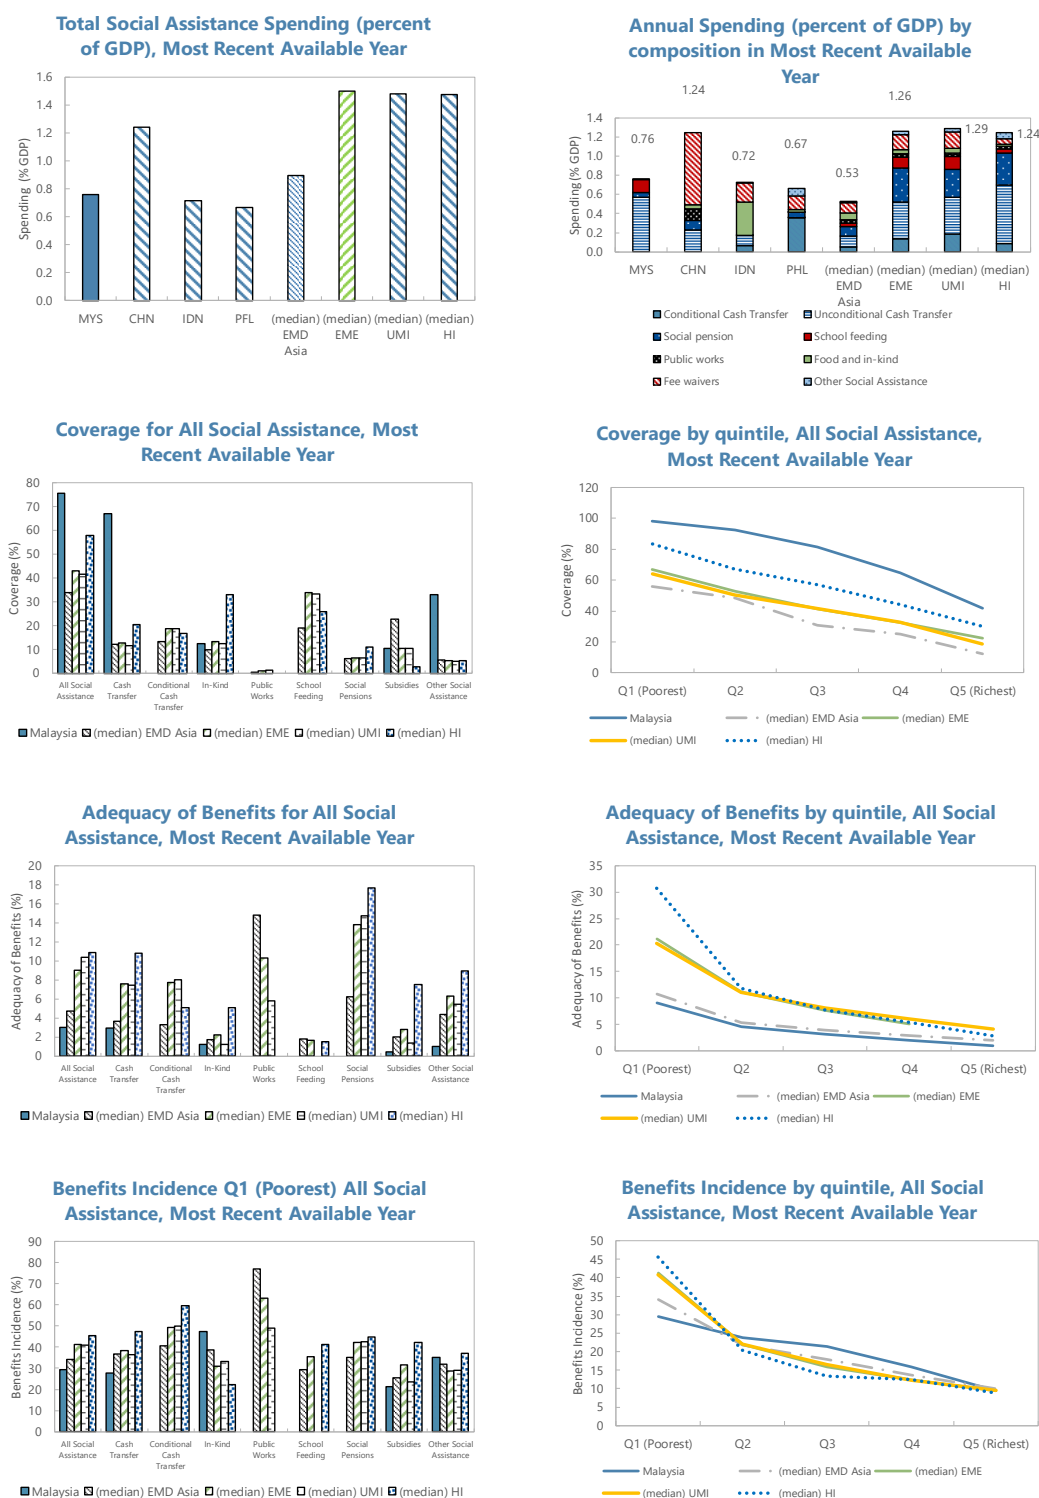 Total Social Assistance Spending (percent
of GDP), Most Recent Available Year
Spending (% GDP)
1.6
1.4
1.2
1.0
0.8
0.6
0.4
0.2
0.0
MYS CHN IDN PFL (median) (median) (median) (median)
EMD EME UMI HI
Asia
Annual Spending (percent of GDP) by
composition in Most Recent Available
Year
Spending (% GDP)
1.4
1.2
1.0
0.8
0.6
0.4
0.2
0.0
0.76
1.24
0.72
0.67
0.53
1.26
1.29
1.24
MYS CHN IDN PHL (median) (median) (median) (median)
EMD EME UMI HI
Asia
Conditional Cash Transfer Unconditional Cash Transfer
Social pension School feeding
Public works Food and in-kind
Fee waivers Other Social Assistance
Coverage for All Social Assistance, Most
Recent Available Year
Coverage (%)
80
70
60
50
40
30
20
10
0
All Social Cash Conditional In-Kind Public School Social Subsidies Other Social
Assistance Transfer Cash Works Feeding Pensions Assistance
Transfer
Malaysia (median) EMD Asia (median) EME (median) UMI (median) HI
Coverage by quintile, All Social Assistance,
Most Recent Available Year
Coverage (%)
120
100
80
60
40
20
0
Q1 (Poorest) Q2 Q3 Q4 Q5 (Richest)
Malaysia (median) EMD Asia (median) EME
(median) UMI (median) HI
Adequacy of Benefits for All Social
Assistance, Most Recent Available Year
Adequacy of Benefits (%)
20
18
16
14
12
10
8
6
4
2
0
All Social Cash Conditional In-Kind Public School Social Subsidies Other Social
Assistance Transfer Cash Works Feeding Pensions Assistance
Transfer
Malaysia (median) EMD Asia (median) EME (median) UMI (median) HI
Adequacy of Benefits by quintile, All Social
Assistance, Most Recent Available Year
Adequacy of Benefits (%)
35
30
25
20
15
10
5
0
Q1 (Poorest) Q2 Q3 Q4 Q5 (Richest)
Malaysia (median) EMD Asia (median) EME
(median) UMI (median) HI
Benefits Incidence Q1 (Poorest) All Social
Assistance, Most Recent Available Year
Benefits Incidence (%)
90
80
70
60
50
40
30
20
10
0
All Social Cash Conditional In-Kind Public School Social Subsidies Other Social
Assistance Transfer Cash Works Feeding Pensions Assistance
Transfer
Malaysia (median) EMD Asia (median) EME (median) UMI (median) HI
Benefits Incidence by quintile, All Social
Assistance, Most Recent Available Year
Benefits Incidence (%)
50
45
40
35
30
25
20
15
10
5
0
Q1 (Poorest) Q2 Q3 Q4 Q5 (Richest)
Malaysia (median) EMD Asia (median) EME
(median) UMI (median) HI